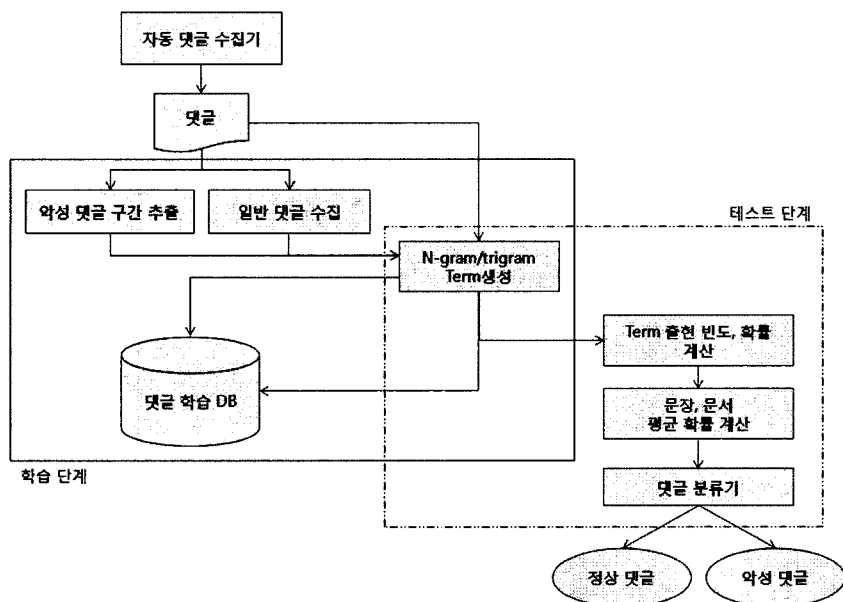 자동 댓글 수집기
댓글
악성 댓글 구간 추출
일반 댓글 수집
테스트 단계
N-gram/trigram
Term생성
Term 출현 빈도, 확률
계산
댓글 학습 DB
문장, 문서
평균 확률 계산
학습 단계
댓글 분류기
정상 댓글
악성 댓글